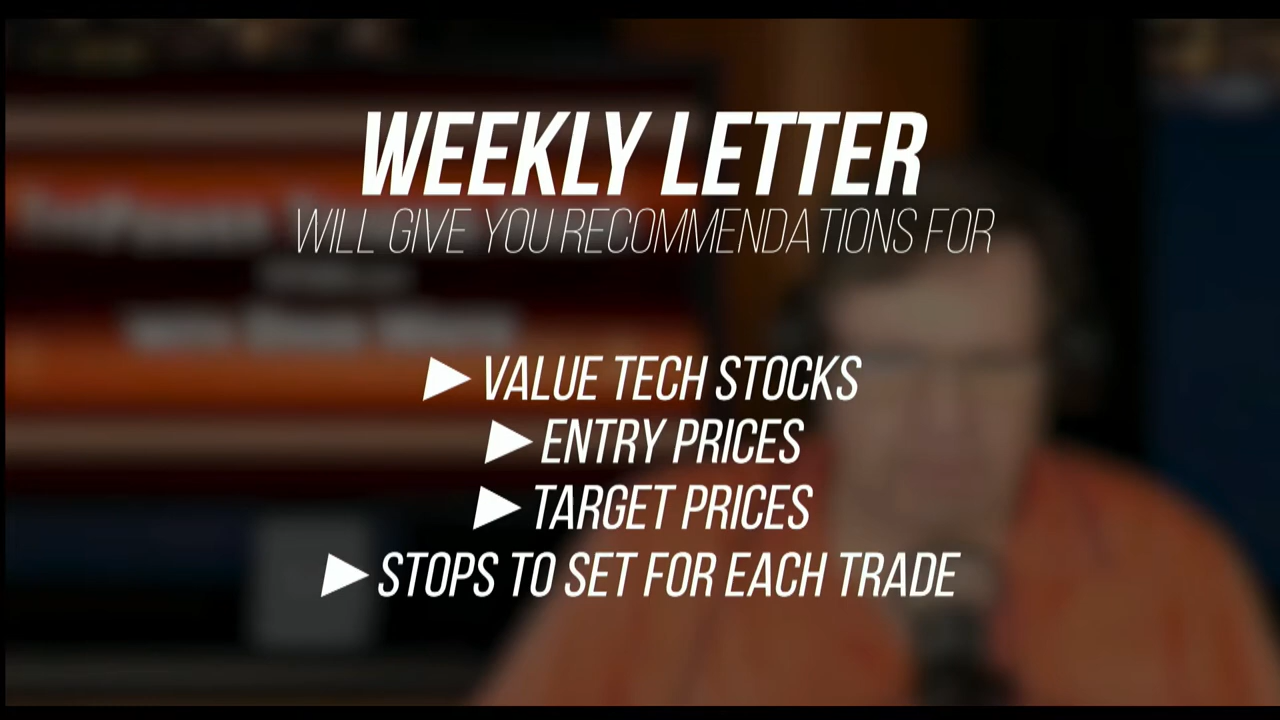 WEEKLY LETTER
WILL GIVE YOU RECOMMENDATIONS FOR
► VALUE TECH STOCKS
► ENTRY PRICES
► TARGET PRICES
► STOPS TO SET FOR EACH TRADE